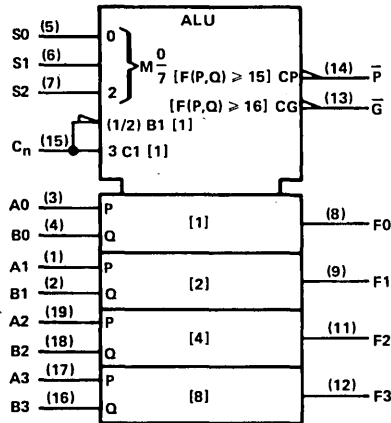 ALU
S0 (5) 0
S1 (6) M 0/7 [F(P,Q) ⩾ 15] CP (14) P̅
S2 (7) 2 [F(P,Q) ⩾ 16] CG (13) G̅
(1/2) B1 [1]
Cn (15) 3 C1 [1]
A0 (3) P
B0 (4) Q [1] (8) F0
A1 (1) P
B1 (2) Q [2] (9) F1
A2 (19) P
B2 (18) Q [4] (11) F2
A3 (17) P
B3 (16) Q [8] (12) F3